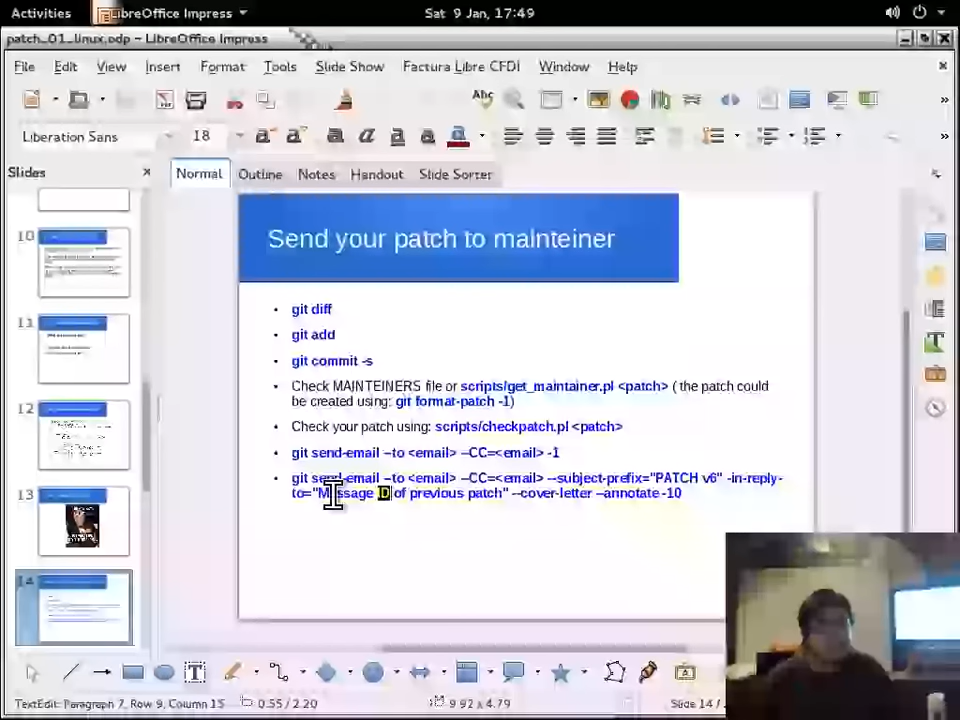 Activities LibreOffice Impress Sat 9 Jan, 17:49
patch_01_linux.odp – LibreOffice Impress
File Edit View Insert Format Tools Slide Show Factura Libre CFDI Window Help
Liberation Sans 18
Slides
Normal Outline Notes Handout Slide Sorter
10
11
12
13
14
Send your patch to mainteiner
• git diff
• git add
• git commit -s
• Check MAINTEINERS file or scripts/get_maintainer.pl <patch> ( the patch could
be created using: git format-patch -1)
• Check your patch using: scripts/checkpatch.pl <patch>
• git send-email –to <email> –CC=<email> -1
• git send-email –to <email> –CC=<email> --subject-prefix="PATCH v6" -in-reply-
to="Message ID of previous patch" --cover-letter –annotate -10
TextEdit: Paragraph 7, Row 9, Column 15 0.55 / 2.20 9.92 x 4.79 Slide 14 /